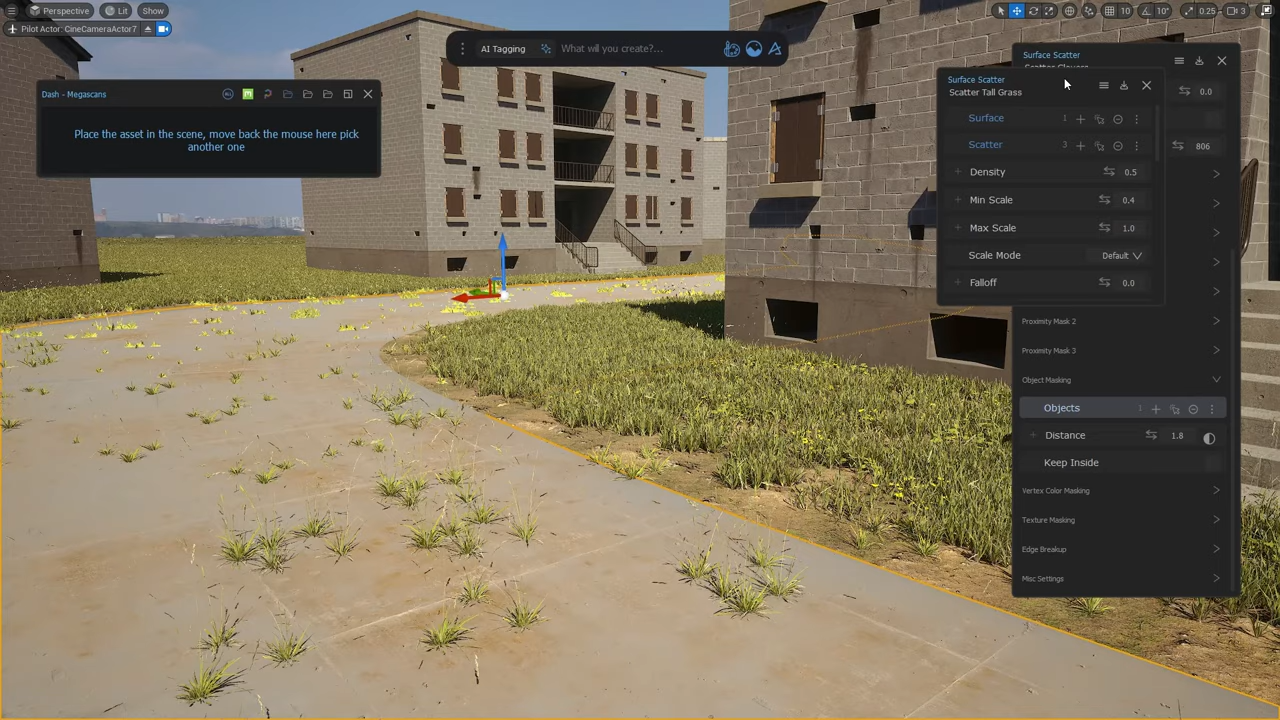 Perspective
Lit
Show
10
10°
0.25
3
Pilot Actor: CineCameraActor7
AI Tagging
What will you create?...
Dash - Megascans
Place the asset in the scene, move back the mouse here pick
another one
Surface Scatter
0.0
806
Surface Scatter
Scatter Tall Grass
Surface
1
Scatter
3
Density
0.5
Min Scale
0.4
Max Scale
1.0
Scale Mode
Default
Falloff
0.0
Proximity Mask 2
Proximity Mask 3
Object Masking
Objects
1
Distance
1.8
Keep Inside
Vertex Color Masking
Texture Masking
Edge Breakup
Misc Settings